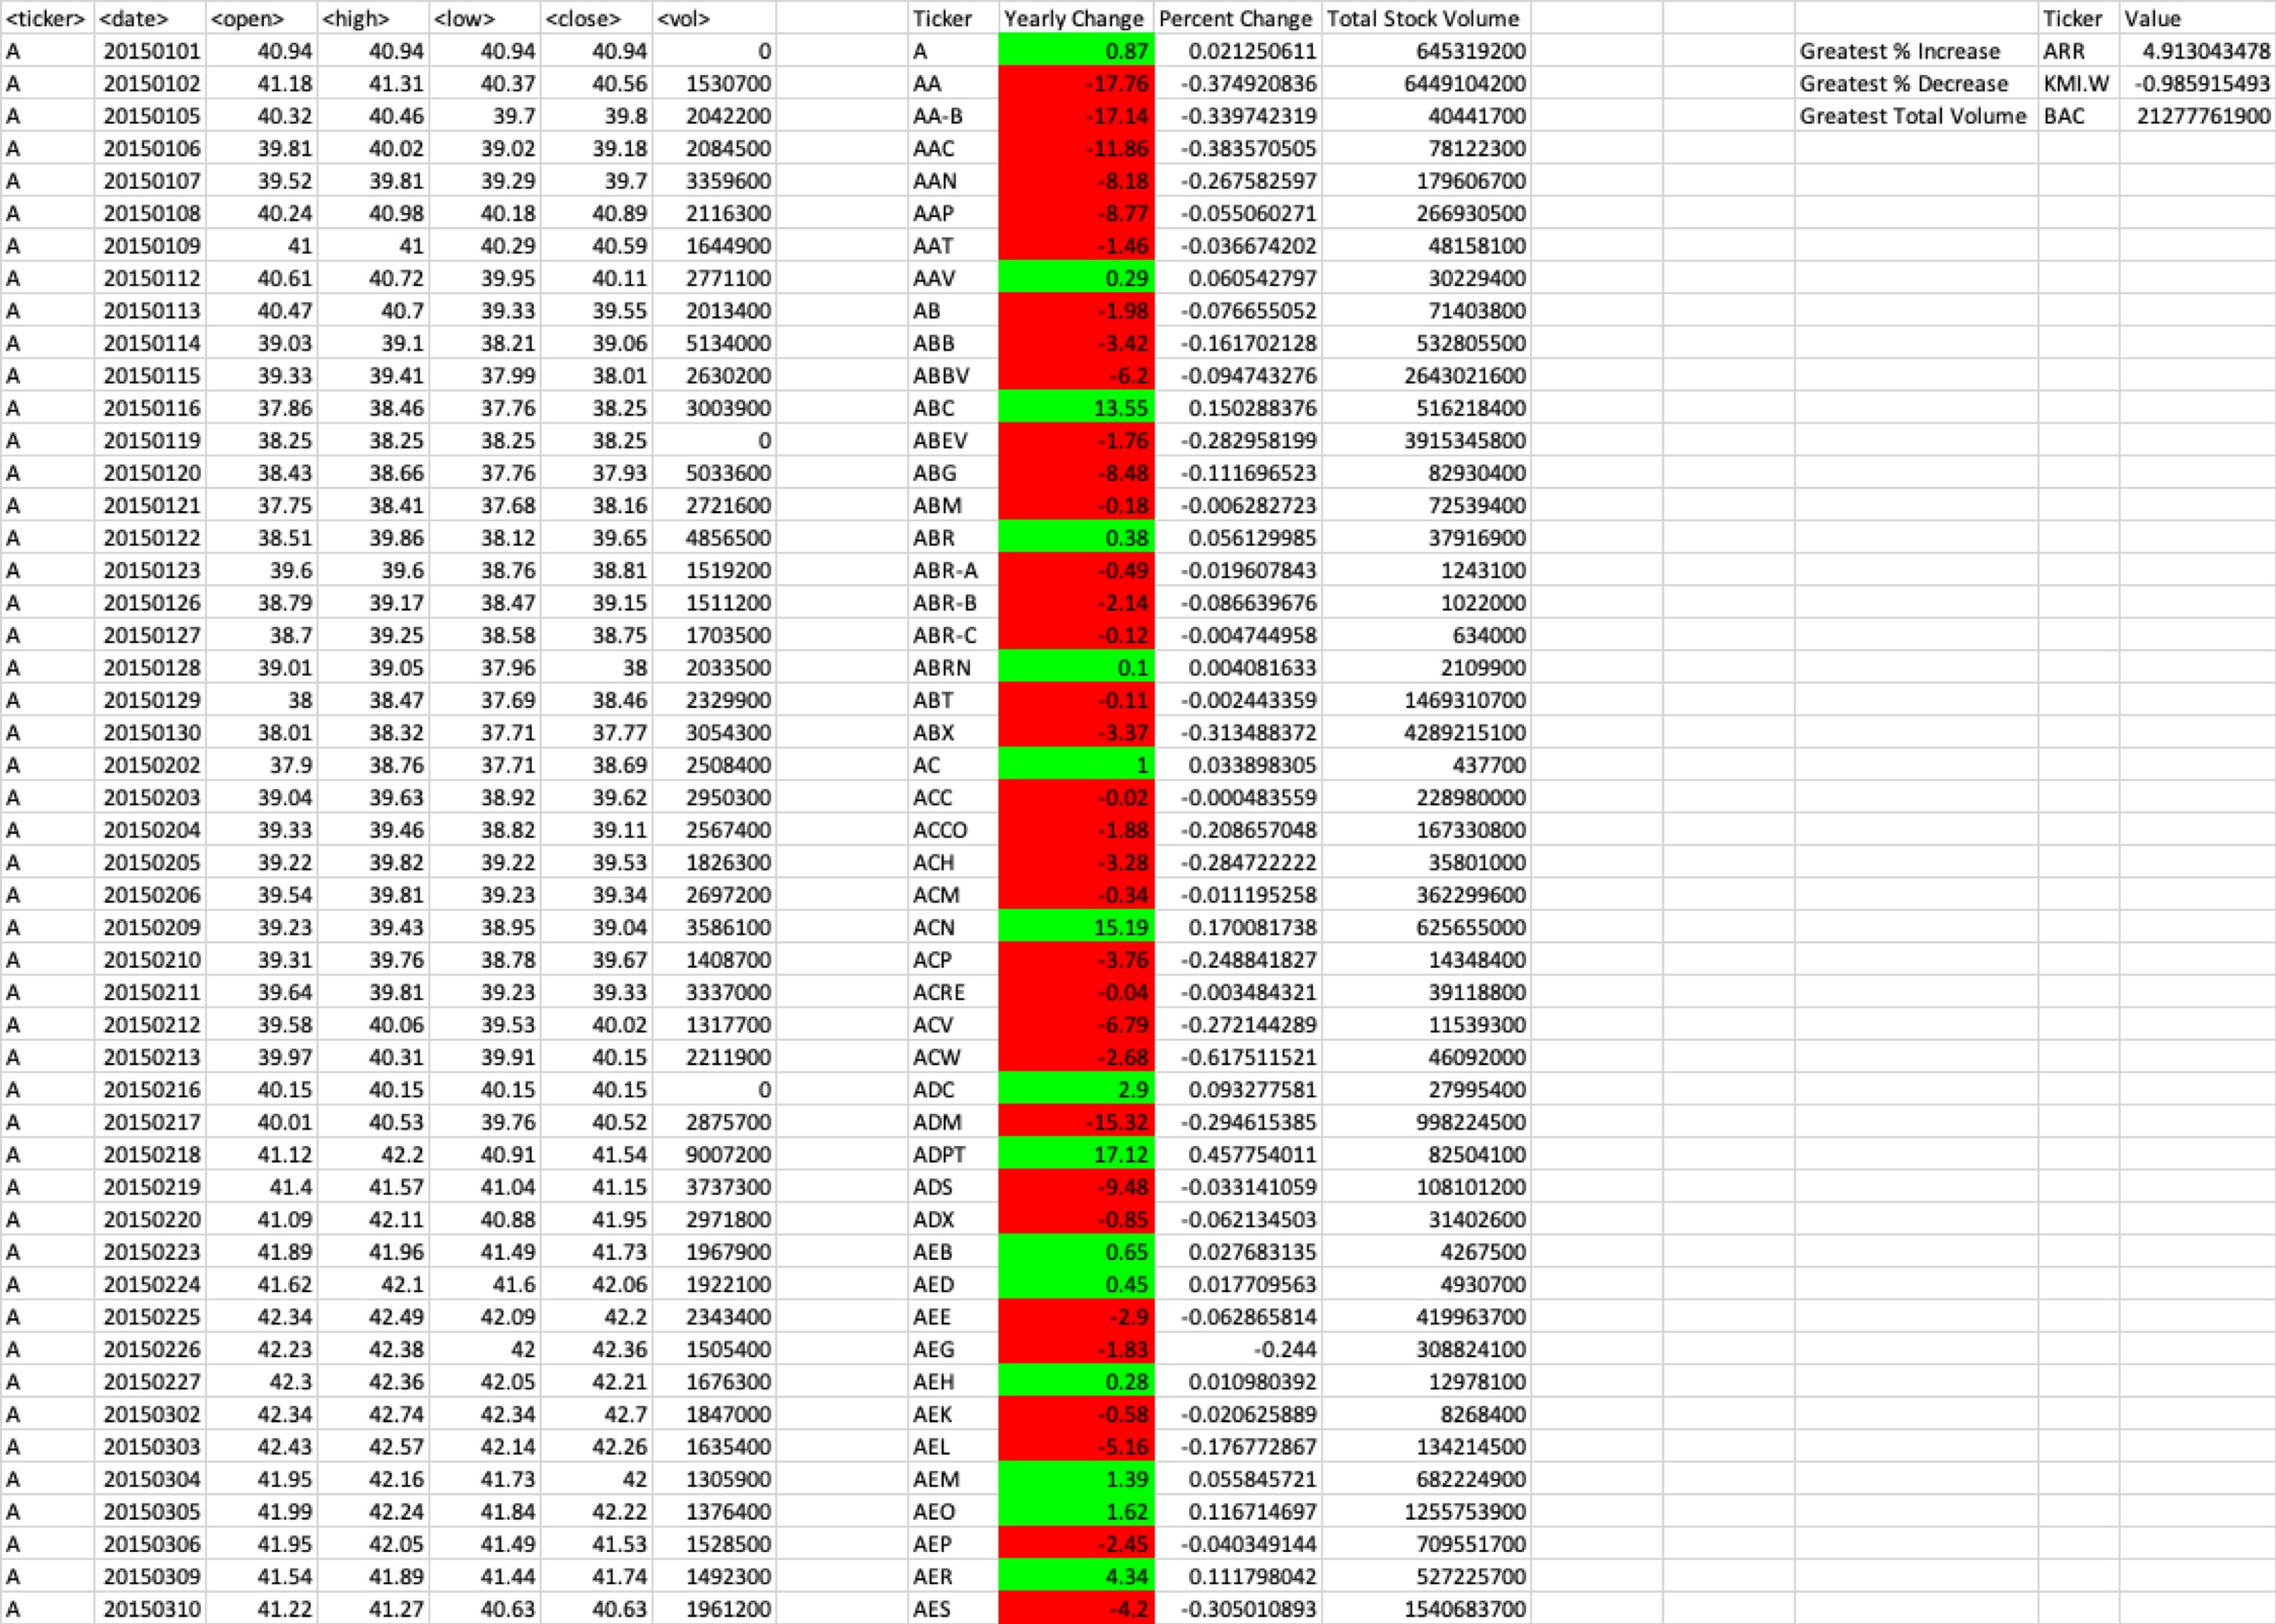 <ticker> <date> <open> <high> <low> <close> <vol> Ticker Yearly Change Percent Change Total Stock Volume Ticker Value
A 20150101 40.94 40.94 40.94 40.94 0 A 0.87 0.021250611 645319200 Greatest % Increase ARR 4.913043478
A 20150102 41.18 41.31 40.37 40.56 1530700 AA -17.76 -0.374920836 6449104200 Greatest % Decrease KMI.W -0.985915493
A 20150105 40.32 40.46 39.7 39.8 2042200 AA-B -17.14 -0.339742319 40441700 Greatest Total Volume BAC 21277761900
A 20150106 39.81 40.02 39.02 39.18 2084500 AAC -11.86 -0.383570505 78122300
A 20150107 39.52 39.81 39.29 39.7 3359600 AAN -8.18 -0.267582597 179606700
A 20150108 40.24 40.98 40.18 40.89 2116300 AAP -8.77 -0.055060271 266930500
A 20150109 41 41 40.29 40.59 1644900 AAT -1.46 -0.036674202 48158100
A 20150112 40.61 40.72 39.95 40.11 2771100 AAV 0.29 0.060542797 30229400
A 20150113 40.47 40.7 39.33 39.55 2013400 AB -1.98 -0.076655052 71403800
A 20150114 39.03 39.1 38.21 39.06 5134000 ABB -3.42 -0.161702128 532805500
A 20150115 39.33 39.41 37.99 38.01 2630200 ABBV -6.2 -0.094743276 2643021600
A 20150116 37.86 38.46 37.76 38.25 3003900 ABC 13.55 0.150288376 516218400
A 20150119 38.25 38.25 38.25 38.25 0 ABEV -1.76 -0.282958199 3915345800
A 20150120 38.43 38.66 37.76 37.93 5033600 ABG -8.48 -0.111696523 82930400
A 20150121 37.75 38.41 37.68 38.16 2721600 ABM -0.18 -0.006282723 72539400
A 20150122 38.51 39.86 38.12 39.65 4856500 ABR 0.38 0.056129985 37916900
A 20150123 39.6 39.6 38.76 38.81 1519200 ABR-A -0.49 -0.019607843 1243100
A 20150126 38.79 39.17 38.47 39.15 1511200 ABR-B -2.14 -0.086639676 1022000
A 20150127 38.7 39.25 38.58 38.75 1703500 ABR-C -0.12 -0.004744958 634000
A 20150128 39.01 39.05 37.96 38 2033500 ABRN 0.1 0.004081633 2109900
A 20150129 38 38.47 37.69 38.46 2329900 ABT -0.11 -0.002443359 1469310700
A 20150130 38.01 38.32 37.71 37.77 3054300 ABX -3.37 -0.313488372 4289215100
A 20150202 37.9 38.76 37.71 38.69 2508400 AC 1 0.033898305 437700
A 20150203 39.04 39.63 38.92 39.62 2950300 ACC -0.02 -0.000483559 228980000
A 20150204 39.33 39.46 38.82 39.11 2567400 ACCO -1.88 -0.208657048 167330800
A 20150205 39.22 39.82 39.22 39.53 1826300 ACH -3.28 -0.284722222 35801000
A 20150206 39.54 39.81 39.23 39.34 2697200 ACM -0.34 -0.011195258 362299600
A 20150209 39.23 39.43 38.95 39.04 3586100 ACN 15.19 0.170081738 625655000
A 20150210 39.31 39.76 38.78 39.67 1408700 ACP -3.76 -0.248841827 14348400
A 20150211 39.64 39.81 39.23 39.33 3337000 ACRE -0.04 -0.003484321 39118800
A 20150212 39.58 40.06 39.53 40.02 1317700 ACV -6.79 -0.272144289 11539300
A 20150213 39.97 40.31 39.91 40.15 2211900 ACW -2.68 -0.617511521 46092000
A 20150216 40.15 40.15 40.15 40.15 0 ADC 2.9 0.093277581 27995400
A 20150217 40.01 40.53 39.76 40.52 2875700 ADM -15.32 -0.294615385 998224500
A 20150218 41.12 42.2 40.91 41.54 9007200 ADPT 17.12 0.457754011 82504100
A 20150219 41.4 41.57 41.04 41.15 3737300 ADS -9.48 -0.033141059 108101200
A 20150220 41.09 42.11 40.88 41.95 2971800 ADX -0.85 -0.062134503 31402600
A 20150223 41.89 41.96 41.49 41.73 1967900 AEB 0.65 0.027683135 4267500
A 20150224 41.62 42.1 41.6 42.06 1922100 AED 0.45 0.017709563 4930700
A 20150225 42.34 42.49 42.09 42.2 2343400 AEE -2.9 -0.062865814 419963700
A 20150226 42.23 42.38 42 42.36 1505400 AEG -1.83 -0.244 308824100
A 20150227 42.3 42.36 42.05 42.21 1676300 AEH 0.28 0.010980392 12978100
A 20150302 42.34 42.74 42.34 42.7 1847000 AEK -0.58 -0.020625889 8268400
A 20150303 42.43 42.57 42.14 42.26 1635400 AEL -5.16 -0.176772867 134214500
A 20150304 41.95 42.16 41.73 42 1305900 AEM 1.39 0.055845721 682224900
A 20150305 41.99 42.24 41.84 42.22 1376400 AEO 1.62 0.116714697 1255753900
A 20150306 41.95 42.05 41.49 41.53 1528500 AEP -2.45 -0.040349144 709551700
A 20150309 41.54 41.89 41.44 41.74 1492300 AER 4.34 0.111798042 527225700
A 20150310 41.22 41.27 40.63 40.63 1961200 AES -4.2 -0.305010893 1540683700